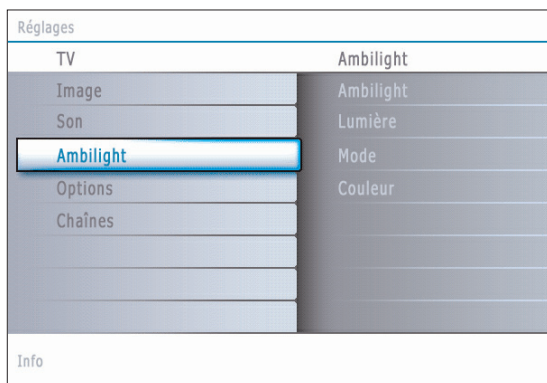 Réglages
TV
Image
Son
Ambilight
Options
Chaînes
Ambilight
Ambilight
Lumière
Mode
Couleur
Info